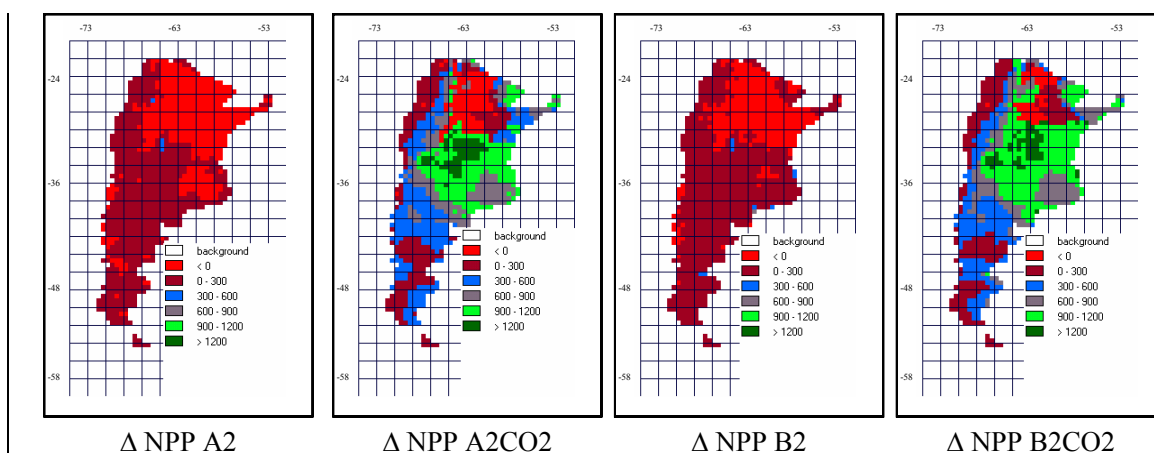 -73 -63 -53
-24
-36
-48
-58
background
< 0
0 - 300
300 - 600
600 - 900
900 - 1200
> 1200
Δ NPP A2
-73 -63 -53
-24
-36
-48
-58
background
< 0
0 - 300
300 - 600
600 - 900
900 - 1200
> 1200
Δ NPP A2CO2
-73 -63 -53
-24
-36
-48
-58
background
< 0
0 - 300
300 - 600
600 - 900
900 - 1200
> 1200
Δ NPP B2
-73 -63 -53
-24
-36
-48
-58
background
< 0
0 - 300
300 - 600
600 - 900
900 - 1200
> 1200
Δ NPP B2CO2